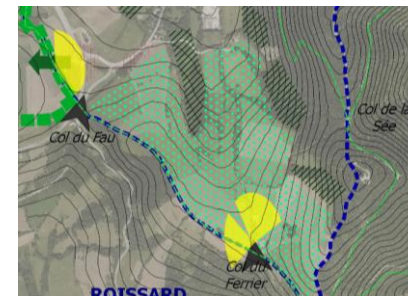 Col de la
Sée
Col du Fau
Col du
Ferrier
ROISSARD